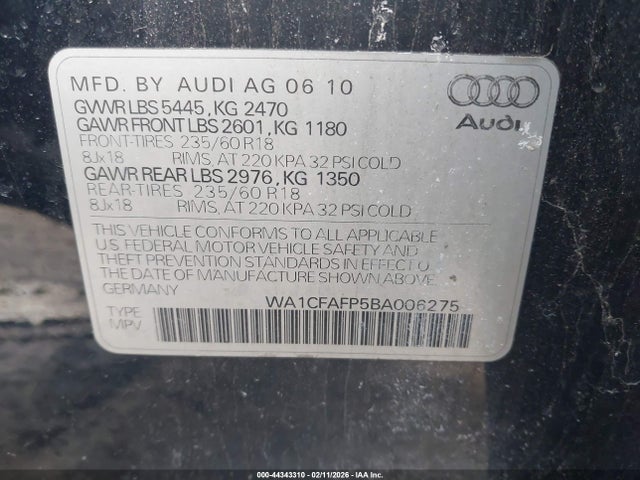 MFD. BY AUDI AG 06 10
GVWR LBS 5445, KG 2470
GAWR FRONT LBS 2601, KG 1180
FRONT-TIRES 235/60 R18
8Jx18 RIMS, AT 220 KPA 32 PSI COLD
GAWR REAR LBS 2976, KG 1350
REAR-TIRES 235/60 R18
8Jx18 RIMS, AT 220 KPA 32 PSI COLD
Audi
THIS VEHICLE CONFORMS TO ALL APPLICABLE
U.S. FEDERAL MOTOR VEHICLE SAFETY AND
THEFT PREVENTION STANDARDS IN EFFECT ON
THE DATE OF MANUFACTURE SHOWN ABOVE.
GERMANY WA1CFAFP5BA006275
TYPE
MPV
000-44343310 - 02/11/2026 - IAA Inc.